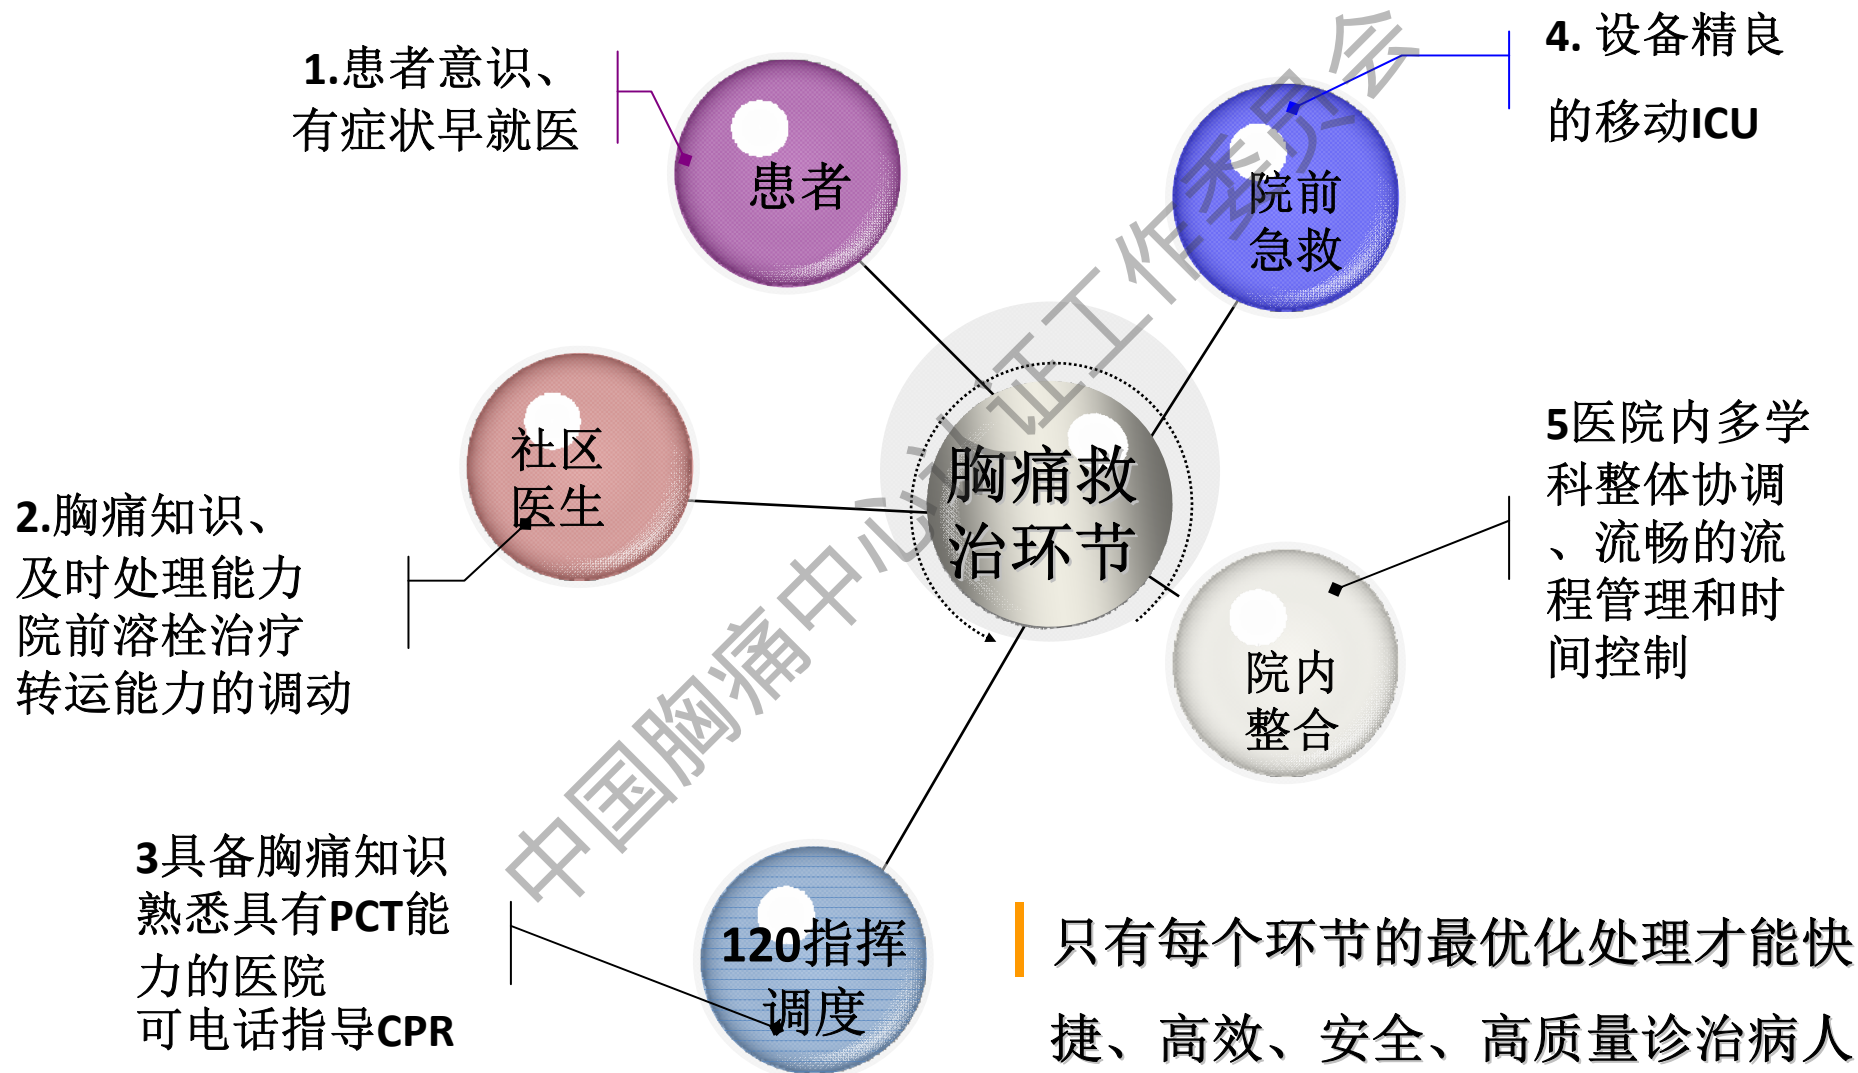 1.患者意识、
有症状早就医
患者
4. 设备精良
的移动ICU
院前
急救
社区
医生
2.胸痛知识、
及时处理能力
院前溶栓治疗
转运能力的调动
胸痛救
治环节
5医院内多学
科整体协调
、流畅的流
程管理和时
间控制
院内
整合
3具备胸痛知识
熟悉具有PCT能
力的医院
可电话指导CPR
120指挥
调度
只有每个环节的最优化处理才能快
捷、高效、安全、高质量诊治病人
中国胸痛中心认证工作委员会